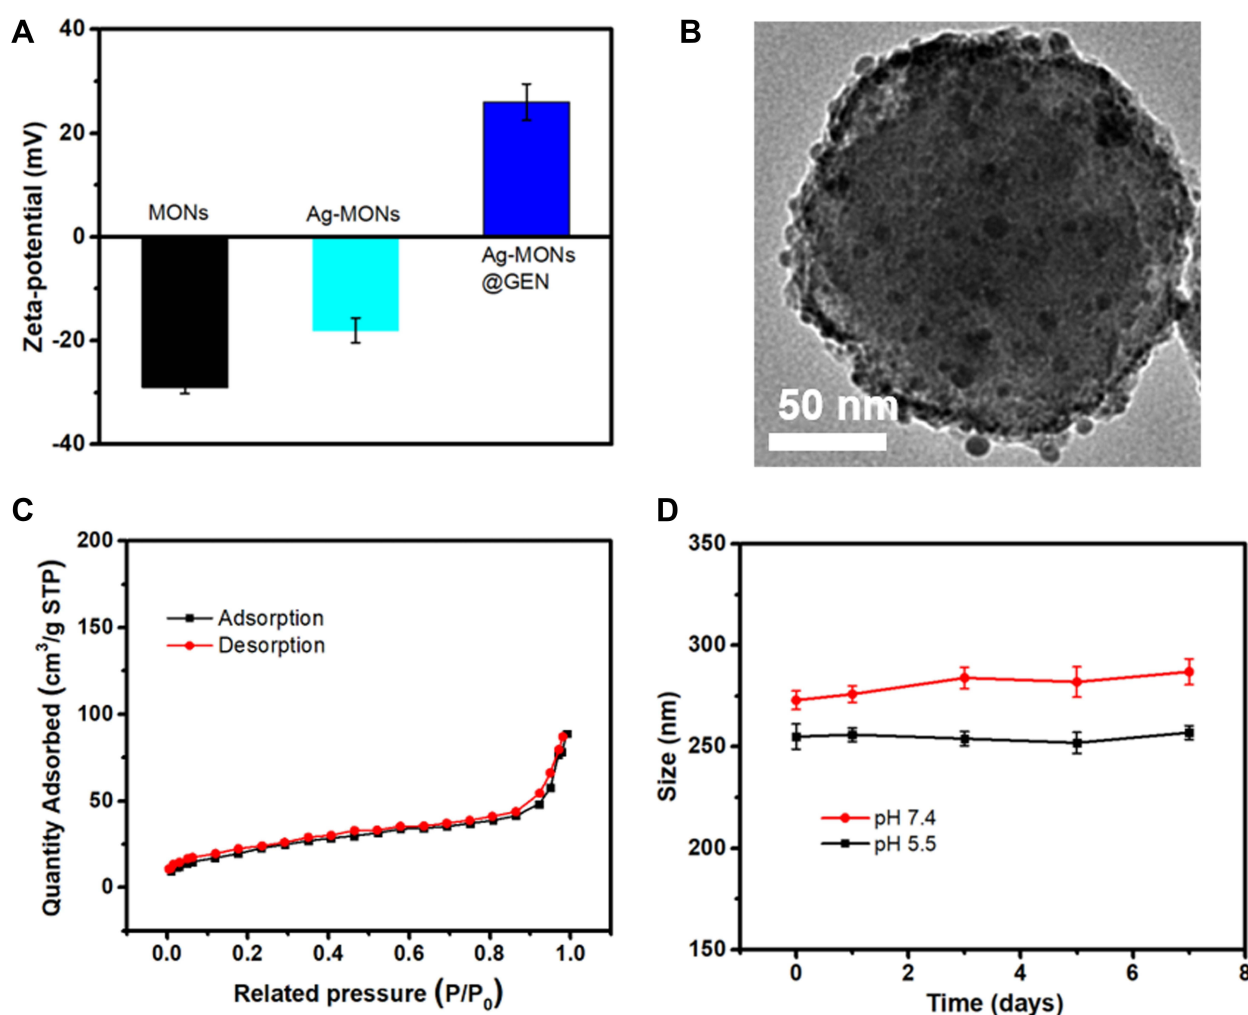 A
40
20
0
-20
-40
Zeta-potential (mV)
MONs
Ag-MONs
Ag-MONs
@GEN
B
50 nm
C
200
150
100
50
0
Quantity Adsorbed (cm³/g STP)
Adsorption
Desorption
0.0 0.2 0.4 0.6 0.8 1.0
Related pressure (P/P₀)
D
350
300
250
200
150
Size (nm)
pH 7.4
pH 5.5
0 2 4 6 8
Time (days)